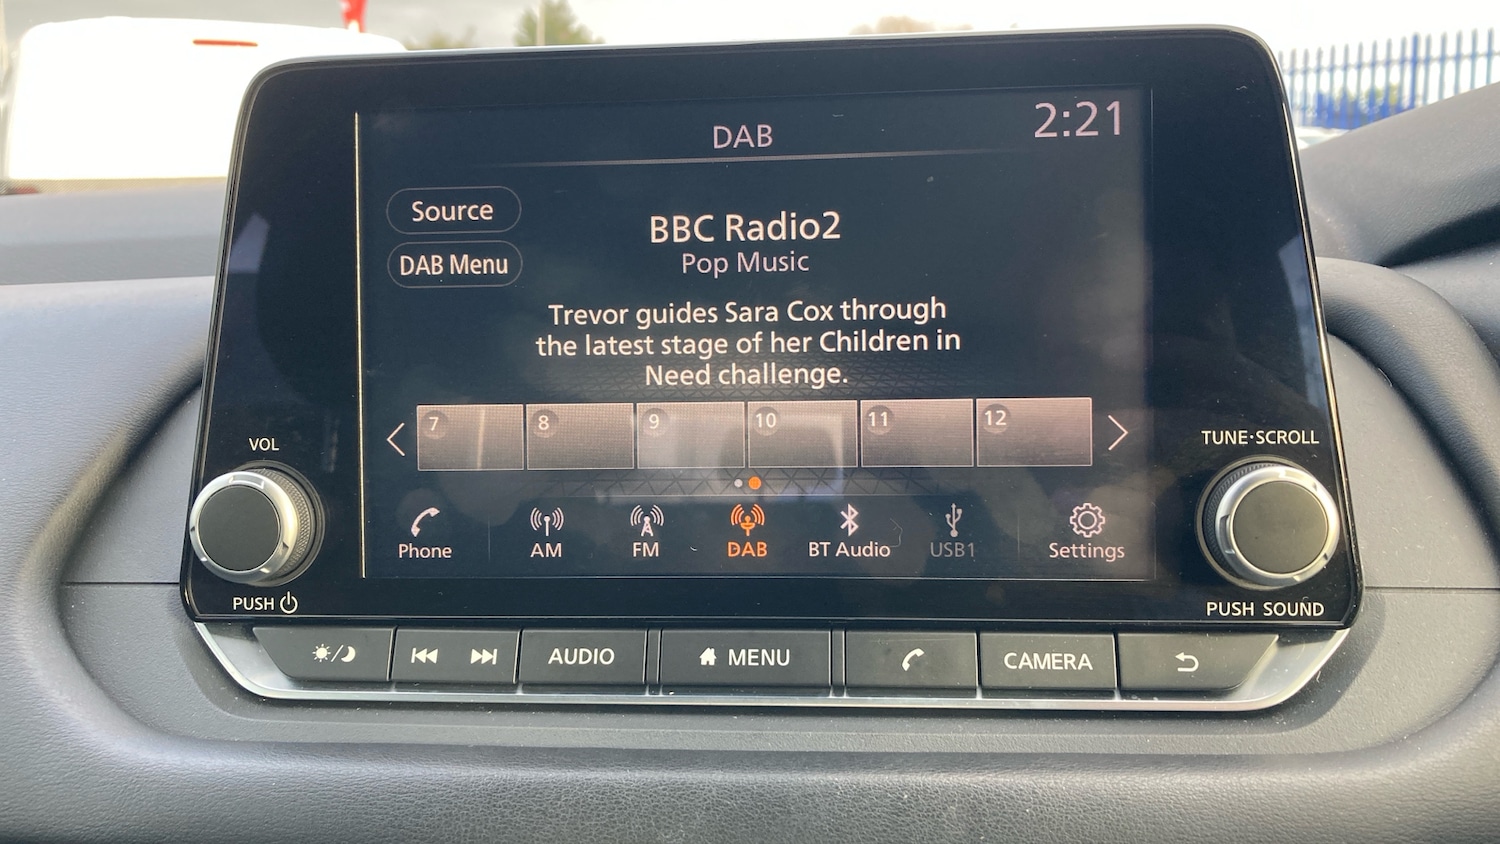 DAB
2:21
Source
DAB Menu
BBC Radio2
Pop Music
Trevor guides Sara Cox through
the latest stage of her Children in
Need challenge.
7 8 9 10 11 12
Phone AM FM DAB BT Audio USB1 Settings
VOL
PUSH
TUNE·SCROLL
PUSH SOUND
AUDIO MENU CAMERA